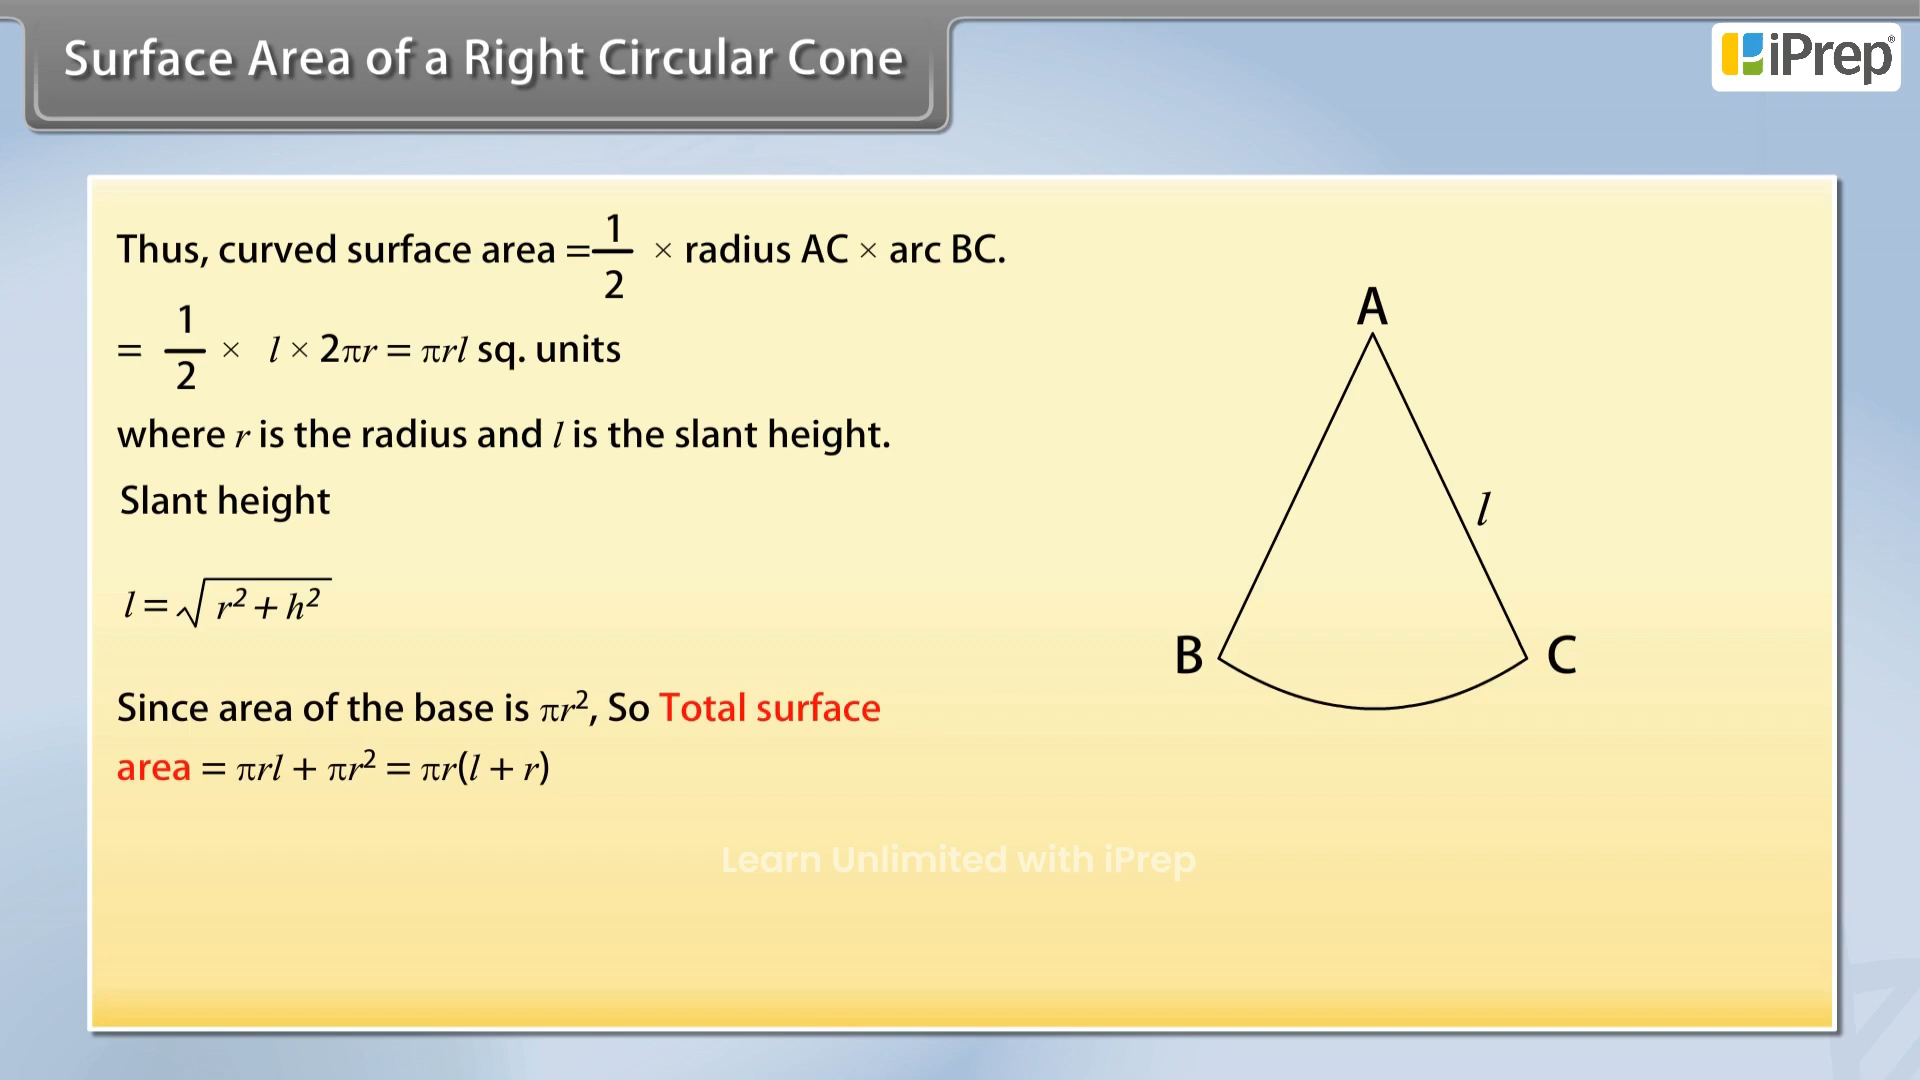 Surface Area of a Right Circular Cone
iPrep®
Thus, curved surface area = 1/2 × radius AC × arc BC.
= 1/2 × l × 2πr = πrl sq. units
where r is the radius and l is the slant height.
Slant height
l = √(r² + h²)
Since area of the base is πr², So Total surface
area = πrl + πr² = πr(l + r)
A
l
B
C
Learn Unlimited with iPrep